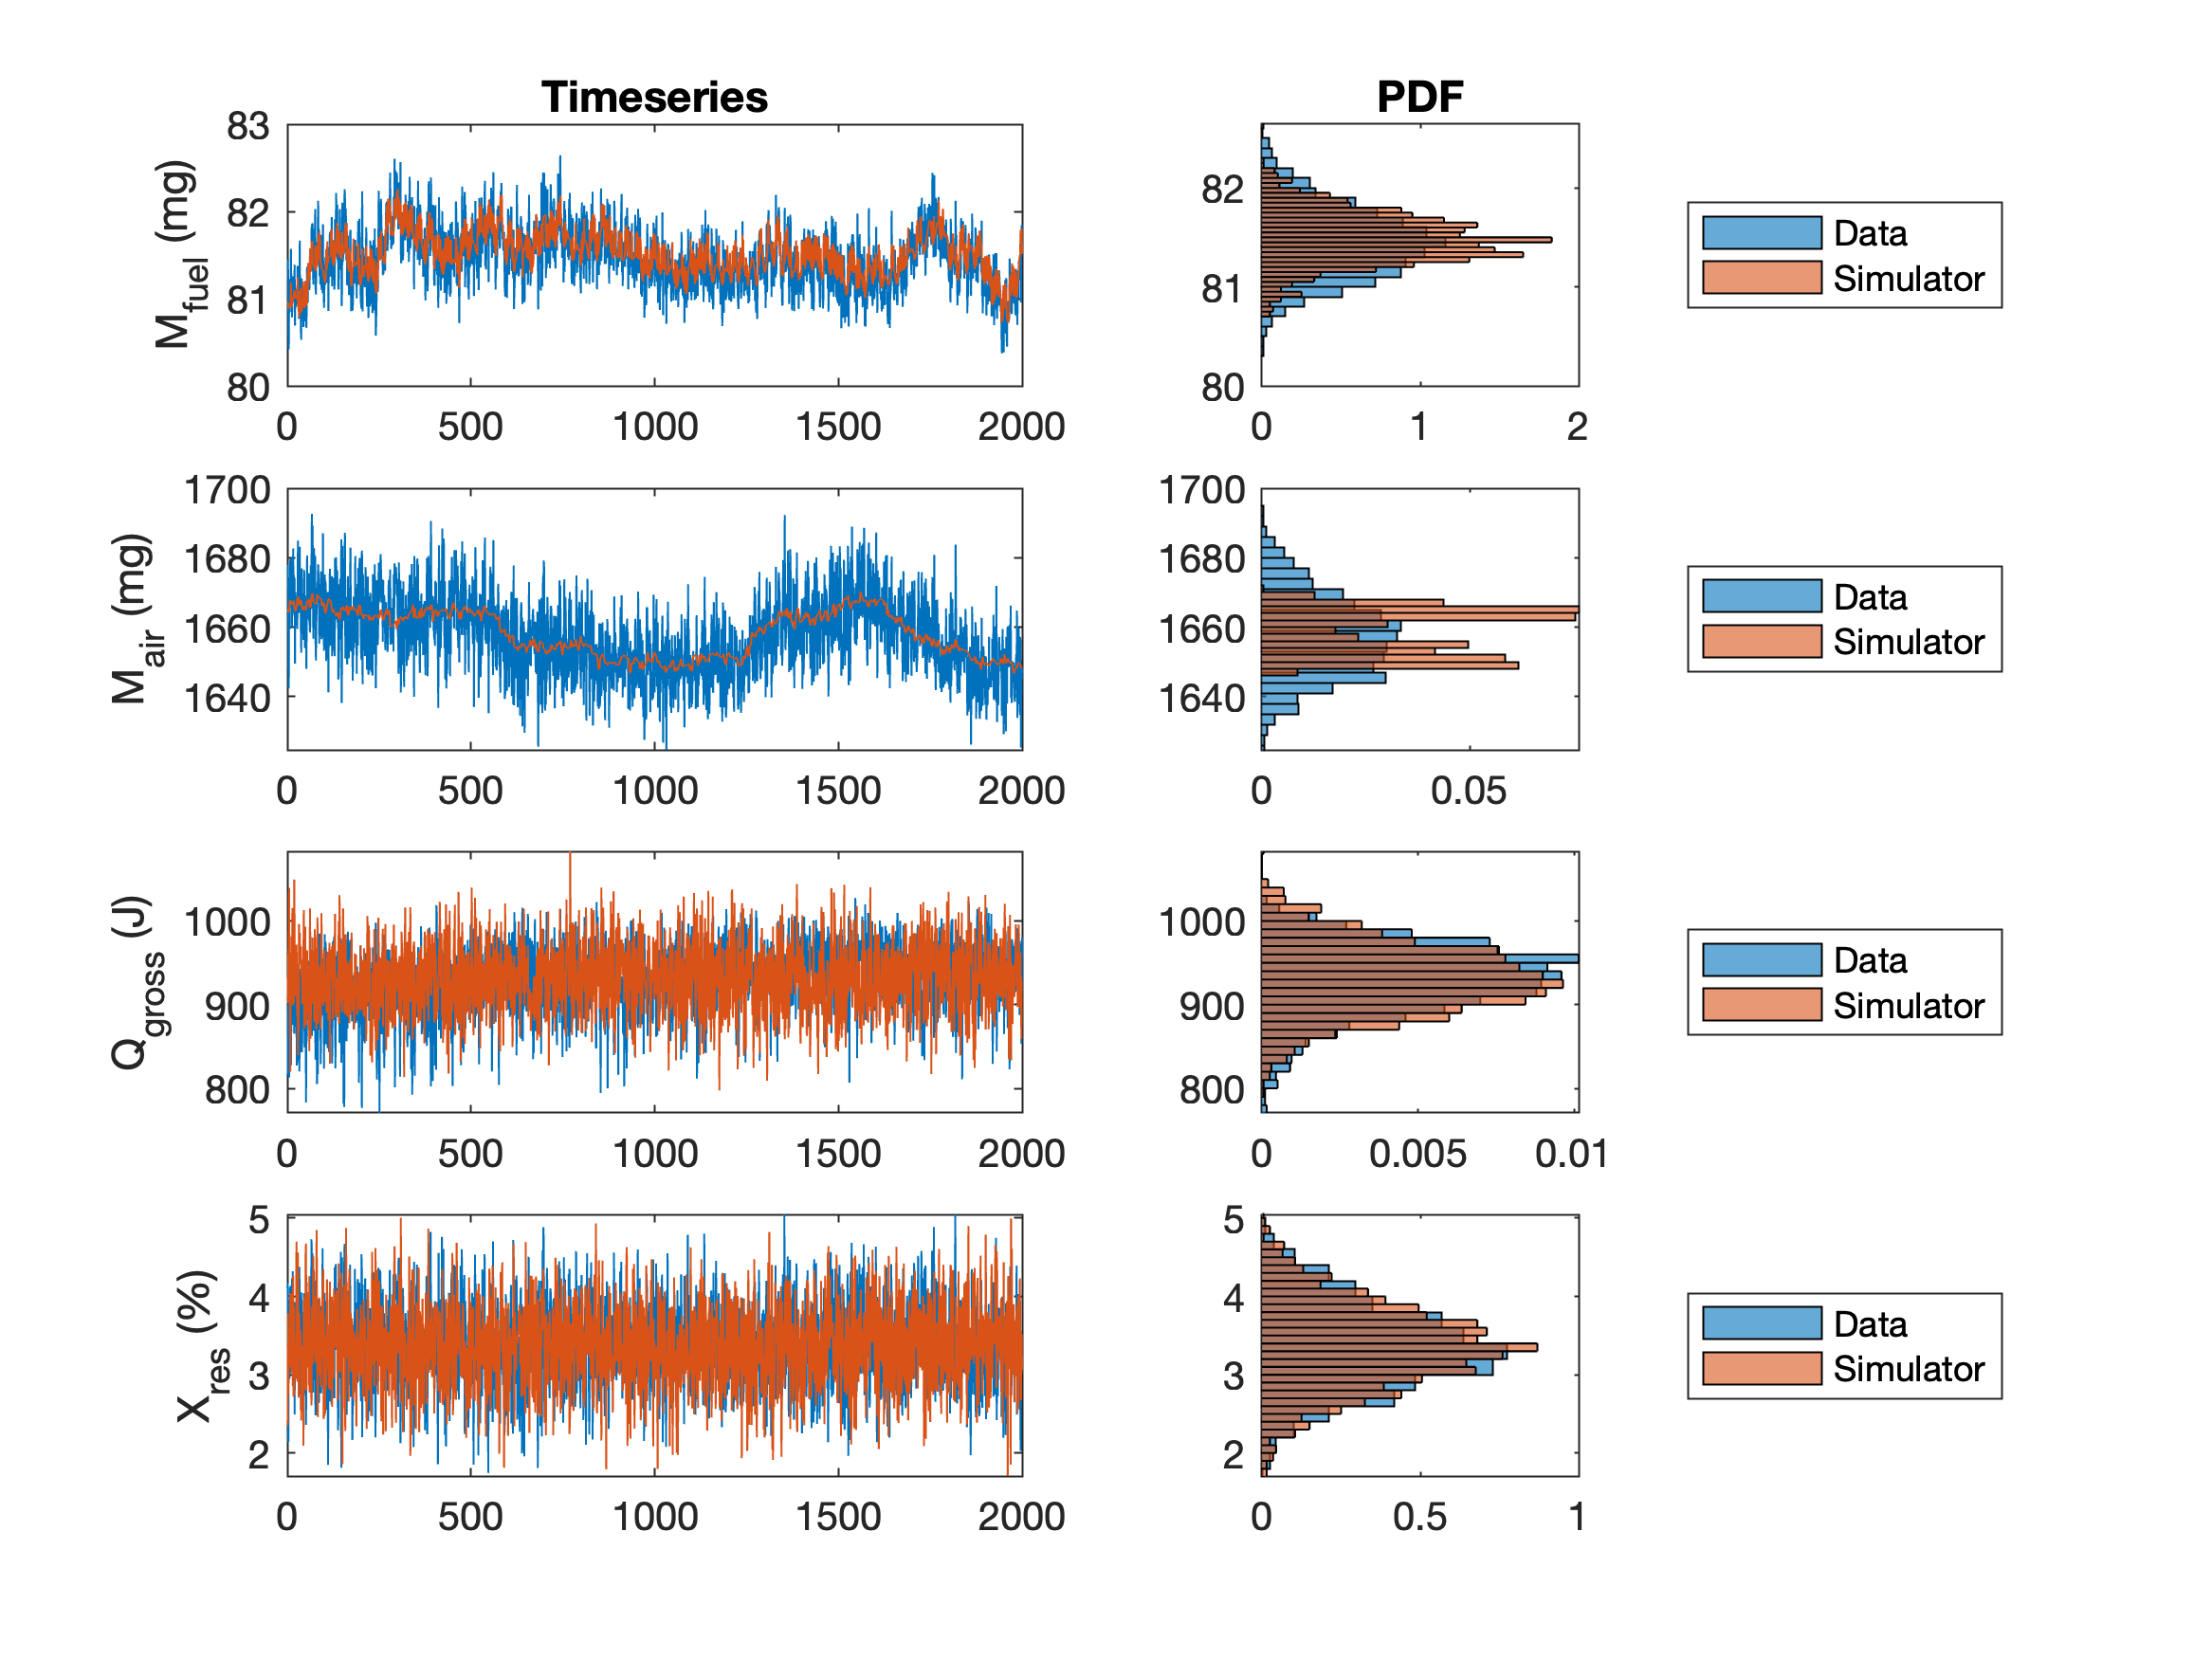 Timeseries
PDF
M_fuel (mg)
83
82
81
80
0 500 1000 1500 2000
82
81
80
0 1 2
Data
Simulator
M_air (mg)
1700
1680
1660
1640
0 500 1000 1500 2000
1700
1680
1660
1640
0 0.05
Data
Simulator
Q_gross (J)
1000
900
800
0 500 1000 1500 2000
1000
900
800
0 0.005 0.01
Data
Simulator
X_res (%)
5
4
3
2
0 500 1000 1500 2000
5
4
3
2
0 0.5 1
Data
Simulator